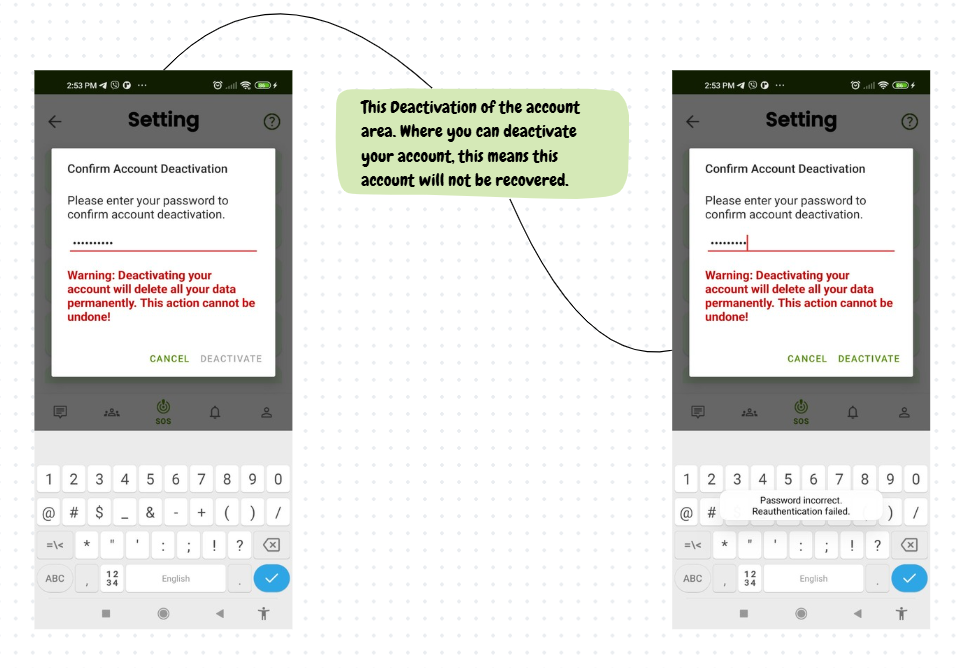 2:53 PM
Setting
Confirm Account Deactivation
Please enter your password to
confirm account deactivation.
••••••••••
Warning: Deactivating your
account will delete all your data
permanently. This action cannot be
undone!
CANCEL DEACTIVATE
SOS
1 2 3 4 5 6 7 8 9 0
@ # $ _ & - + ( ) /
=\< * " ' : ; ! ?
ABC , 12 34 English .
This Deactivation of the account
area. Where you can deactivate
your account, this means this
account will not be recovered.
2:53 PM
Setting
Confirm Account Deactivation
Please enter your password to
confirm account deactivation.
•••••••••
Warning: Deactivating your
account will delete all your data
permanently. This action cannot be
undone!
CANCEL DEACTIVATE
SOS
1 2 3 4 5 6 7 8 9 0
Password incorrect.
Reauthentication failed.
@ # ) /
=\< * " ' : ; ! ?
ABC , 12 34 English .